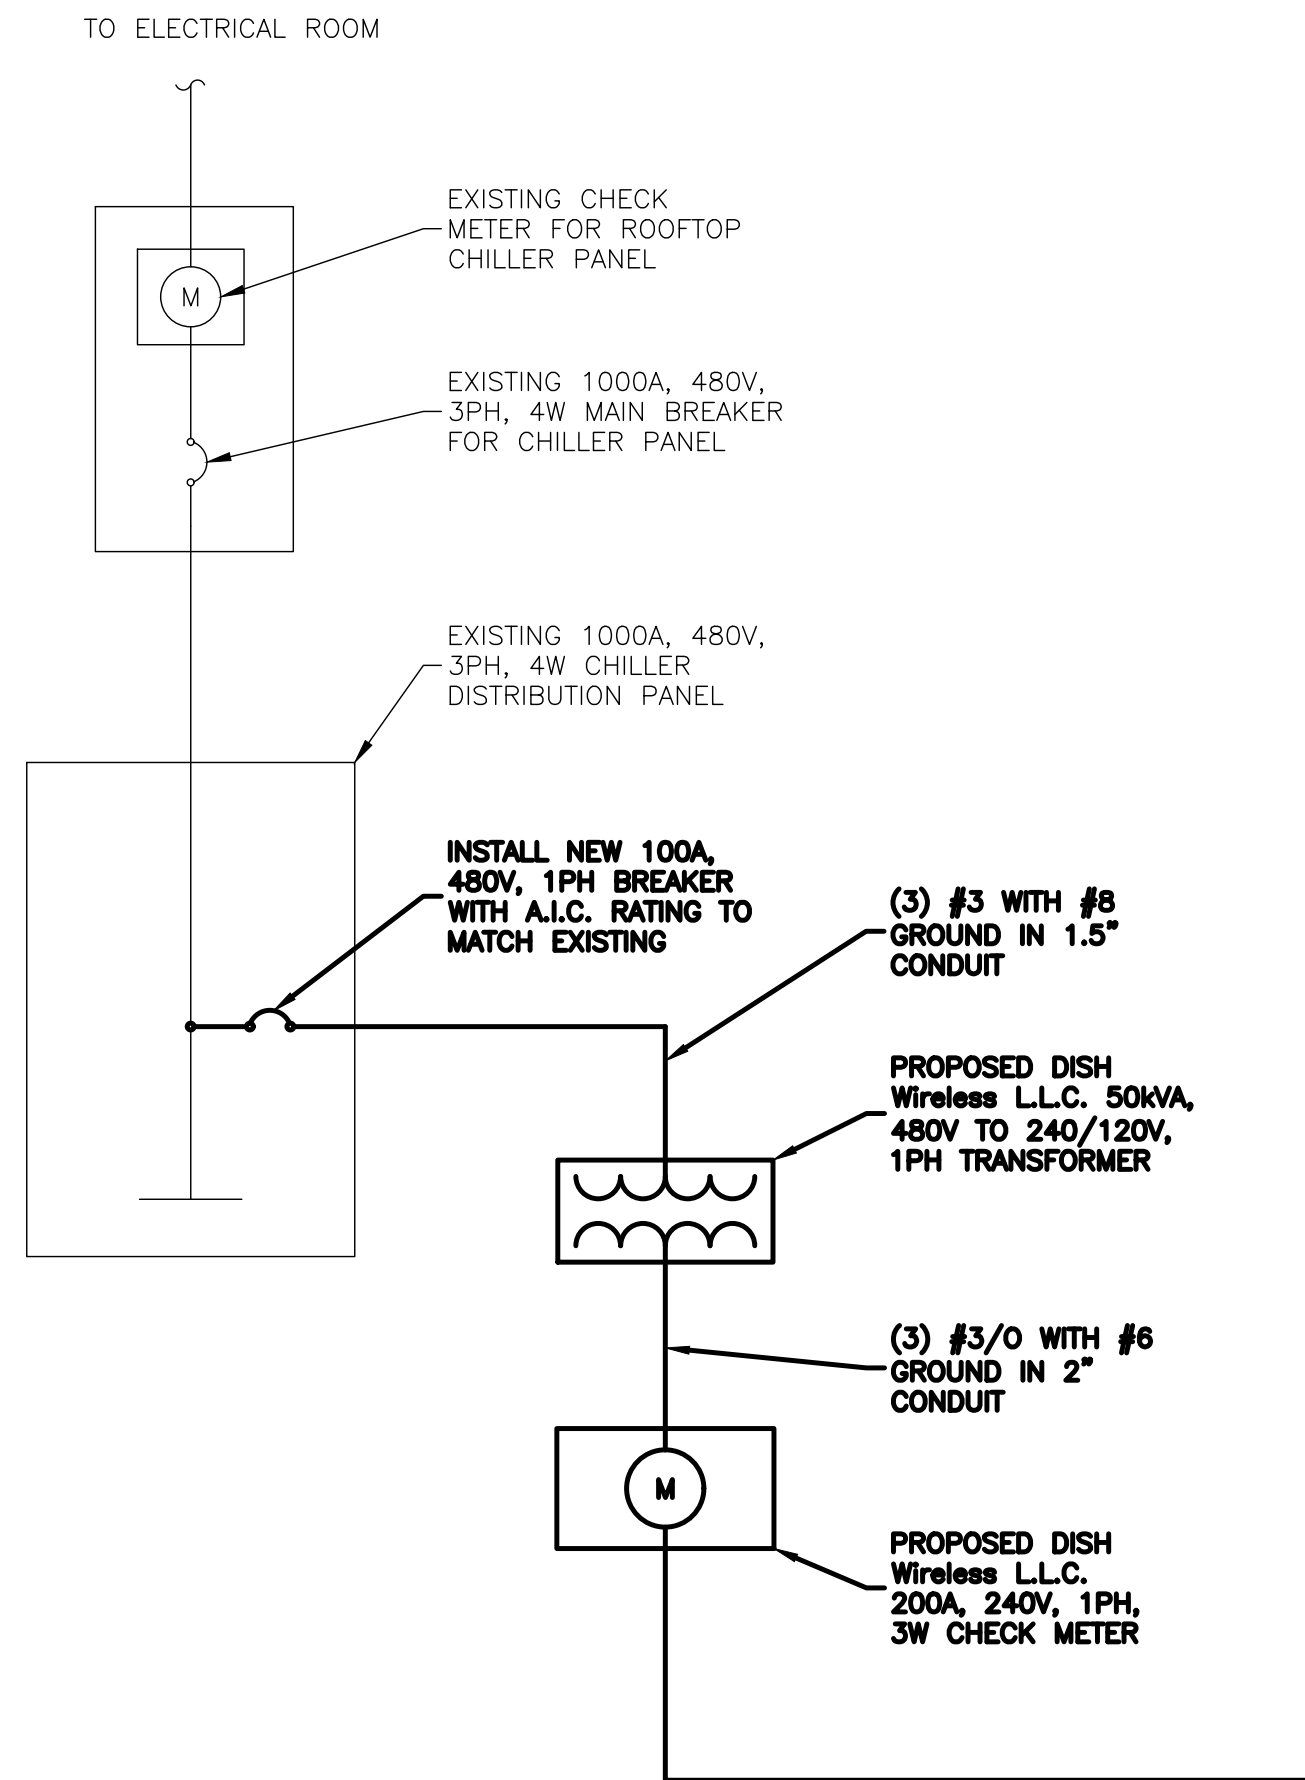 TO ELECTRICAL ROOM
EXISTING CHECK
METER FOR ROOFTOP
CHILLER PANEL
M
EXISTING 1000A, 480V,
3PH, 4W MAIN BREAKER
FOR CHILLER PANEL
EXISTING 1000A, 480V,
3PH, 4W CHILLER
DISTRIBUTION PANEL
INSTALL NEW 100A,
480V, 1PH BREAKER
WITH A.I.C. RATING TO
MATCH EXISTING
(3) #3 WITH #8
GROUND IN 1.5"
CONDUIT
PROPOSED DISH
Wireless L.L.C. 50kVA,
480V TO 240/120V,
1PH TRANSFORMER
(3) #3/0 WITH #6
GROUND IN 2"
CONDUIT
M
PROPOSED DISH
Wireless L.L.C.
200A, 240V, 1PH,
3W CHECK METER